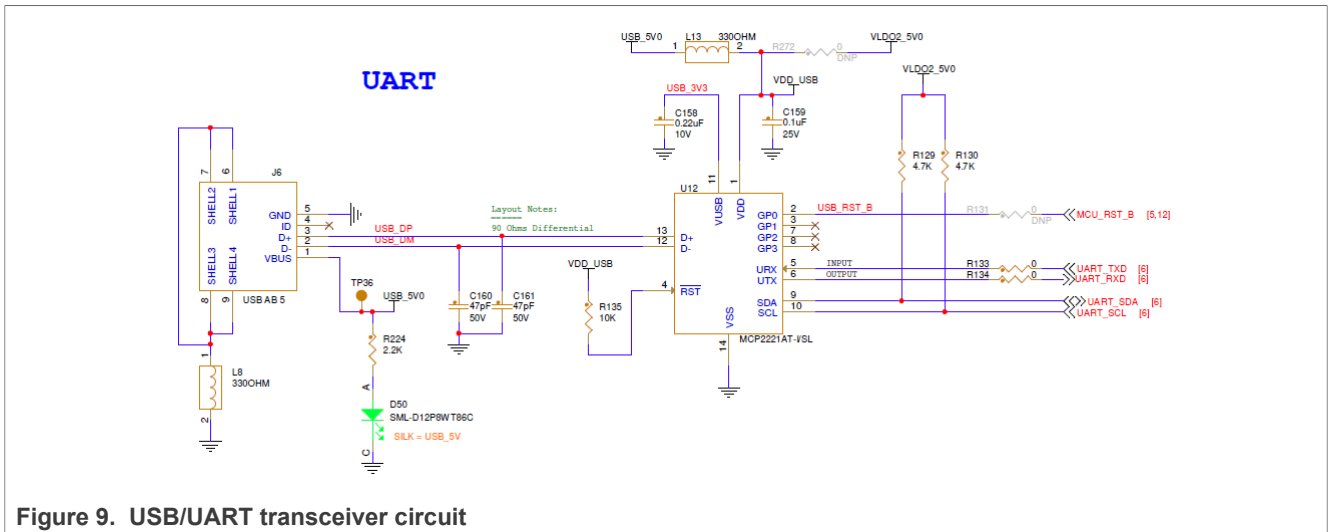 UART
USB_5V0
L13
330OHM
1
2
R272
0
DNP
VLDO2_5V0
VLDO2_5V0
USB_3V3
VDD_USB
C158
0.22uF
10V
C159
0.1uF
25V
R129
4.7K
R130
4.7K
7
6
J6
SHELL2
SHELL1
SHELL3
SHELL4
GND
5
ID
4
D+
3
D-
2
VBUS
1
8
9
USB AB 5
USB_DP
USB_DM
Layout Notes:
------
90 Ohms Differential
11
1
U12
VUSB
VDD
13
D+
12
D-
4
RST
GP0
2
GP1
3
GP2
7
GP3
8
URX
5
UTX
6
SDA
9
SCL
10
VSS
14
MCP2221AT-I/SL
USB_RST_B
R131
0
DNP
MCU_RST_B [5,12]
INPUT
R133
0
UART_TXD [6]
OUTPUT
R134
0
UART_RXD [6]
UART_SDA [6]
UART_SCL [6]
VDD_USB
R135
10K
C160
47pF
50V
C161
47pF
50V
TP36
USB_5V0
R224
2.2K
A
D50
SML-D12P8WT86C
SILK = USB_5V
C
1
L8
330OHM
2
Figure 9. USB/UART transceiver circuit